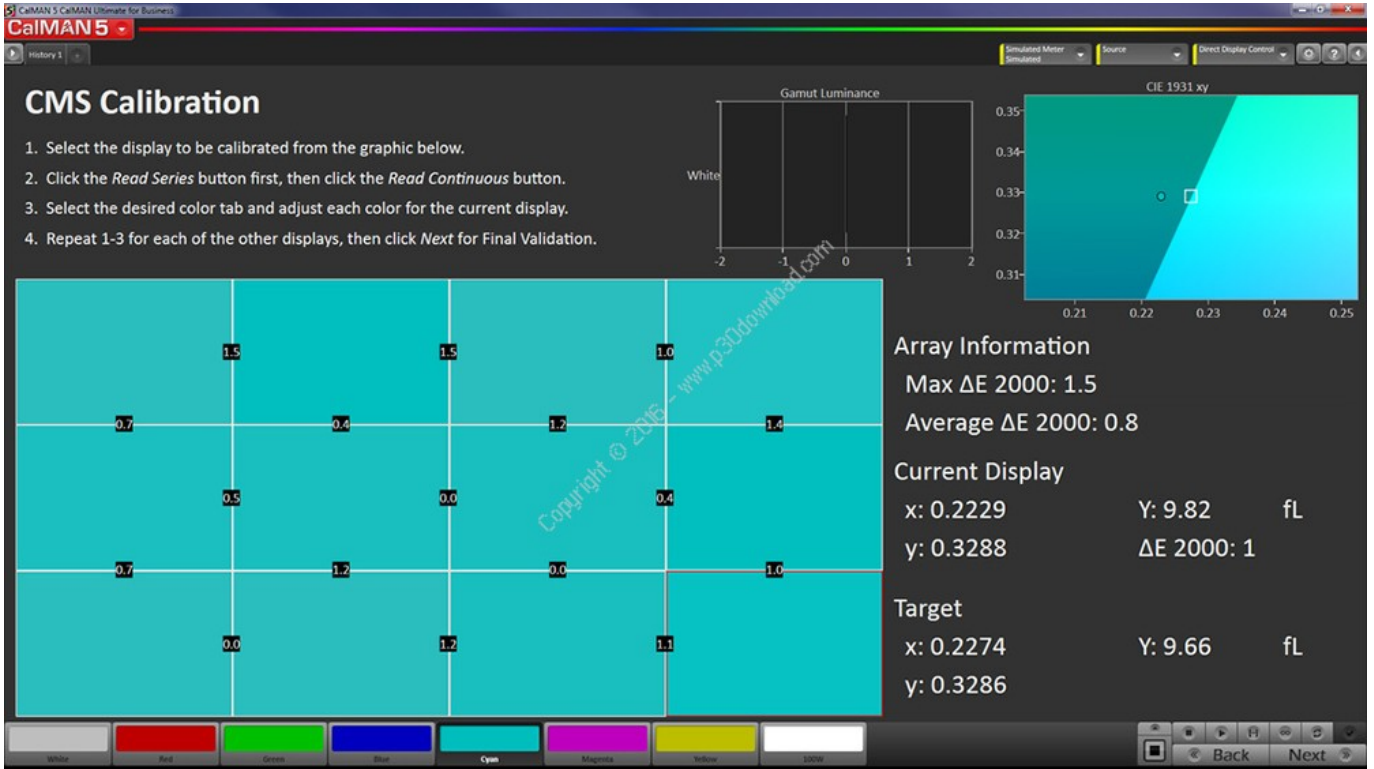 CalMAN 5 CalMAN Ultimate for Business
CalMAN 5
History 1
Simulated Meter
Simulated
Source
Direct Display Control
CMS Calibration
1. Select the display to be calibrated from the graphic below.
2. Click the Read Series button first, then click the Read Continuous button.
3. Select the desired color tab and adjust each color for the current display.
4. Repeat 1-3 for each of the other displays, then click Next for Final Validation.
Gamut Luminance
White
-2 -1 0 1 2
CIE 1931 xy
0.35
0.34
0.33
0.32
0.31
0.21 0.22 0.23 0.24 0.25
1.5 1.5 1.0
0.7 0.4 1.2 1.4
0.5 0.0 0.4
0.7 1.2 0.0 1.0
0.0 1.2 1.1
Copyright © 2016 - www.p30download.com
Array Information
Max ΔE 2000: 1.5
Average ΔE 2000: 0.8
Current Display
x: 0.2229 Y: 9.82 fL
y: 0.3288 ΔE 2000: 1
Target
x: 0.2274 Y: 9.66 fL
y: 0.3286
White Red Green Blue Cyan Magenta Yellow 100W
Back Next